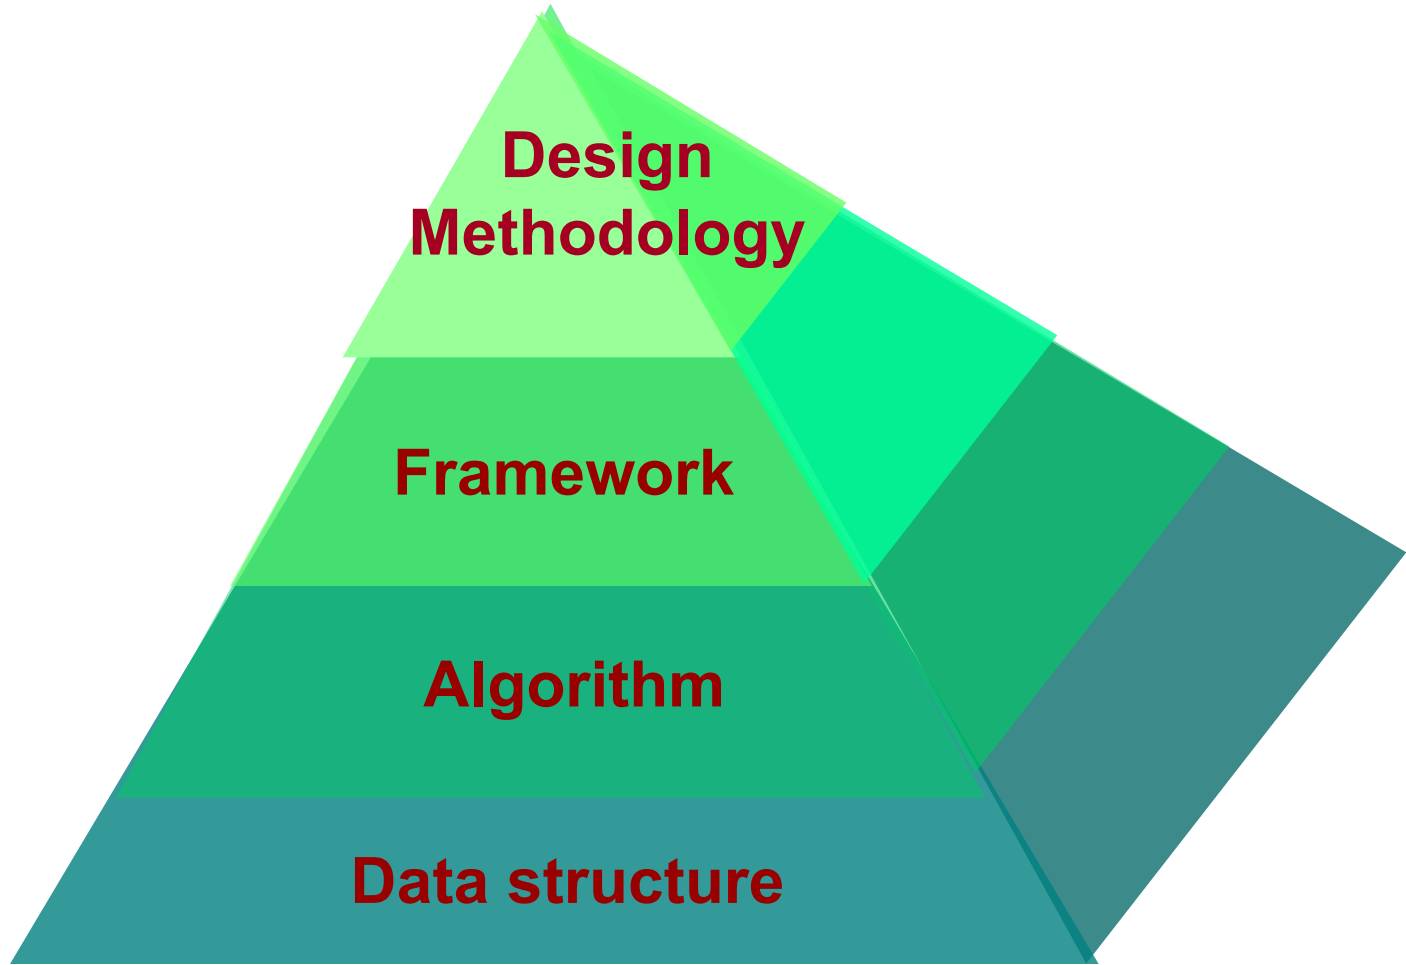 Design
Methodology
Framework
Algorithm
Data structure